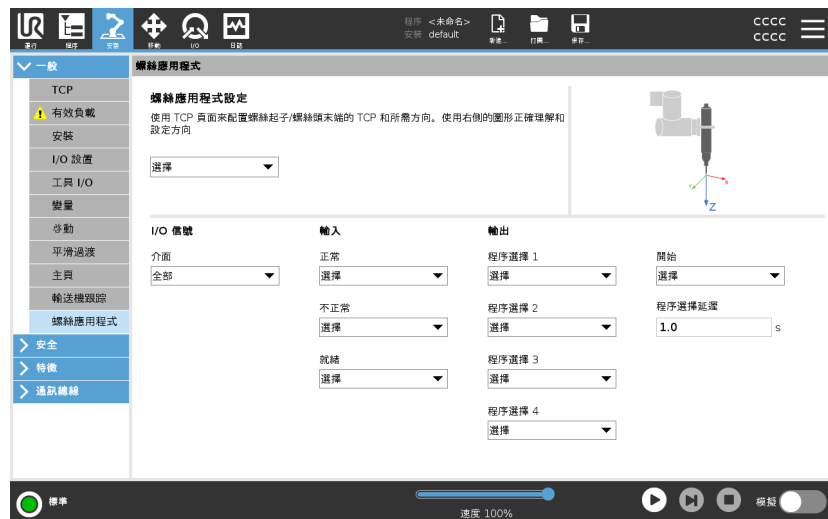 程序 <未命名>
安裝 default
cccc
cccc
運行
程序
安裝
移動
I/O
日誌
新建...
打開...
保存...
一般
螺絲應用程式
TCP
有效負載
安裝
I/O 設置
工具 I/O
變量
啓動
平滑過渡
主頁
輸送機跟踪
螺絲應用程式
安全
特徵
通訊總線
螺絲應用程式設定
使用 TCP 頁面來配置螺絲起子/螺絲頭末端的 TCP 和所需方向。使用右側的圖形正確理解和
設定方向
選擇
Y
X
Z
I/O 信號
輸入
輸出
介面
正常
程序選擇 1
開始
全部
選擇
選擇
選擇
不正常
程序選擇 2
程序選擇延遲
選擇
選擇
1.0 s
就緒
程序選擇 3
選擇
選擇
程序選擇 4
選擇
標準
速度 100%
模擬